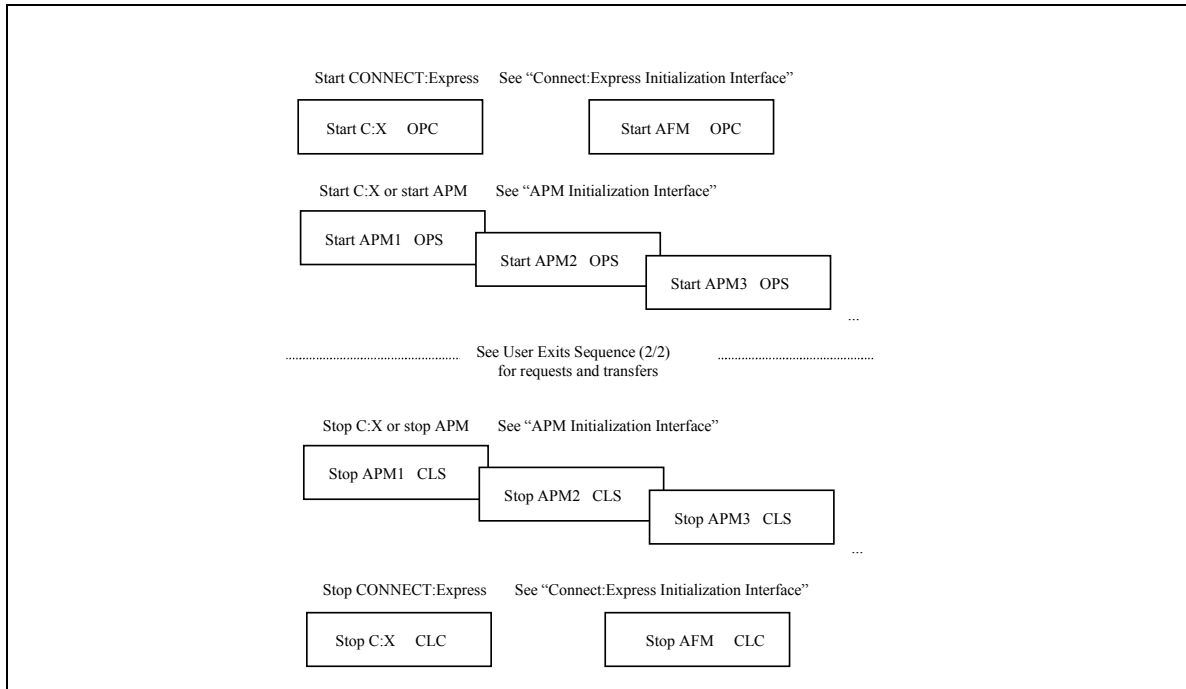 Start CONNECT:Express See “Connect:Express Initialization Interface”
Start C:X OPC
Start AFM OPC
Start C:X or start APM See “APM Initialization Interface”
Start APM1 OPS
Start APM2 OPS
Start APM3 OPS
...
See User Exits Sequence (2/2)
for requests and transfers
Stop C:X or stop APM See “APM Initialization Interface”
Stop APM1 CLS
Stop APM2 CLS
Stop APM3 CLS
...
Stop CONNECT:Express See “Connect:Express Initialization Interface”
Stop C:X CLC
Stop AFM CLC